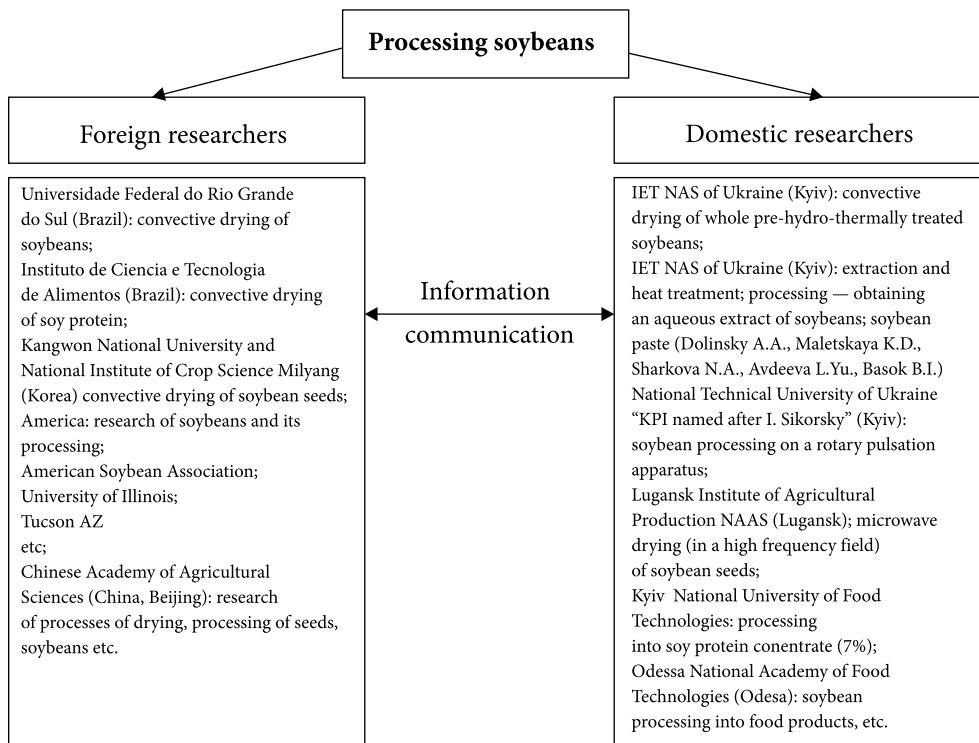 Processing soybeans
Foreign researchers
Universidade Federal do Rio Grande
do Sul (Brazil): convective drying of
soybeans;
Instituto de Ciencia e Tecnologia
de Alimentos (Brazil): convective drying
of soy protein;
Kangwon National University and
National Institute of Crop Science Milyang
(Korea) convective drying of soybean seeds;
America: research of soybeans and its
processing;
American Soybean Association;
University of Illinois;
Tucson AZ
etc;
Chinese Academy of Agricultural
Sciences (China, Beijing): research
of processes of drying, processing of seeds,
soybeans etc.
Information
communication
Domestic researchers
IET NAS of Ukraine (Kyiv): convective
drying of whole pre-hydro-thermally treated
soybeans;
IET NAS of Ukraine (Kyiv): extraction and
heat treatment; processing — obtaining
an aqueous extract of soybeans; soybean
paste (Dolinsky A.A., Maletskaya K.D.,
Sharkova N.A., Avdeeva L.Yu., Basok B.I.)
National Technical University of Ukraine
“KPI named after I. Sikorsky” (Kyiv):
soybean processing on a rotary pulsation
apparatus;
Lugansk Institute of Agricultural
Production NAAS (Lugansk); microwave
drying (in a high frequency field)
of soybean seeds;
Kyiv National University of Food
Technologies: processing
into soy protein conentrate (7%);
Odessa National Academy of Food
Technologies (Odesa): soybean
processing into food products, etc.